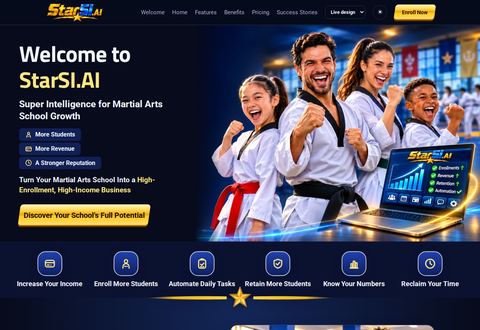 StarSI.AI
Welcome
Home
Features
Benefits
Pricing
Success Stories
Live design
Enroll Now
Welcome to
StarSI.AI
Super Intelligence for Martial Arts
School Growth
More Students
More Revenue
A Stronger Reputation
Turn Your Martial Arts School Into a High-
Enrollment, High-Income Business
Discover Your School's Full Potential
StarSI.AI
Enrollments
Revenue
Retention
Automation
Increase Your Income
Enroll More Students
Automate Daily Tasks
Retain More Students
Know Your Numbers
Reclaim Your Time